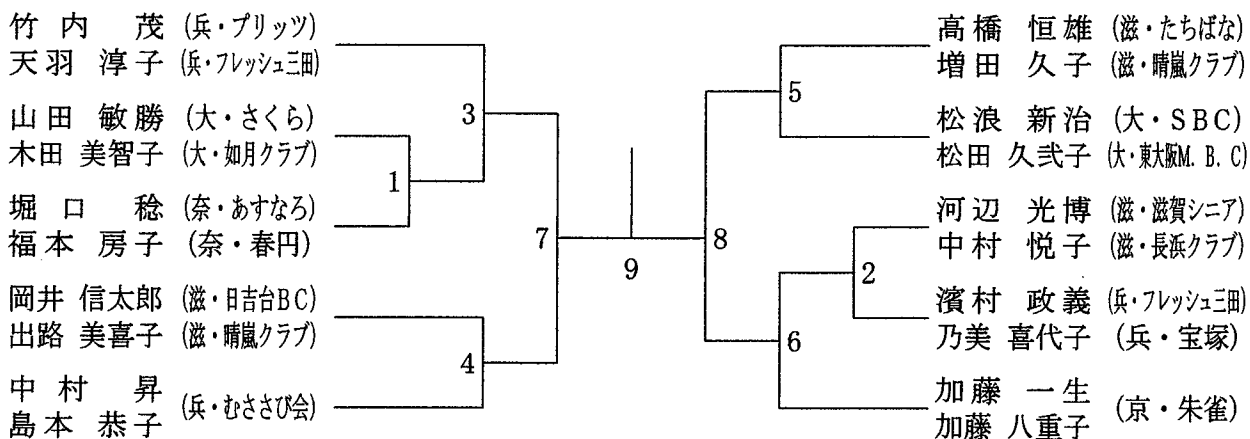 竹内 茂 (兵・プリッツ)
天羽 淳子 (兵・フレッシュ三田)
3
山田 敏勝 (大・さくら)
木田 美智子 (大・如月クラブ)
1
堀口 稔 (奈・あすなろ)
福本 房子 (奈・春円)
7
岡井 信太郎 (滋・日吉台BC)
出路 美喜子 (滋・晴嵐クラブ)
4
中村 昇
島本 恭子 (兵・むささび会)
9
高橋 恒雄 (滋・たちばな)
増田 久子 (滋・晴嵐クラブ)
5
松浪 新治 (大・SBC)
松田 久弐子 (大・東大阪M.B.C)
8
河辺 光博 (滋・滋賀シニア)
中村 悦子 (滋・長浜クラブ)
2
濱村 政義 (兵・フレッシュ三田)
乃美 喜代子 (兵・宝塚)
6
加藤 一生
加藤 八重子 (京・朱雀)